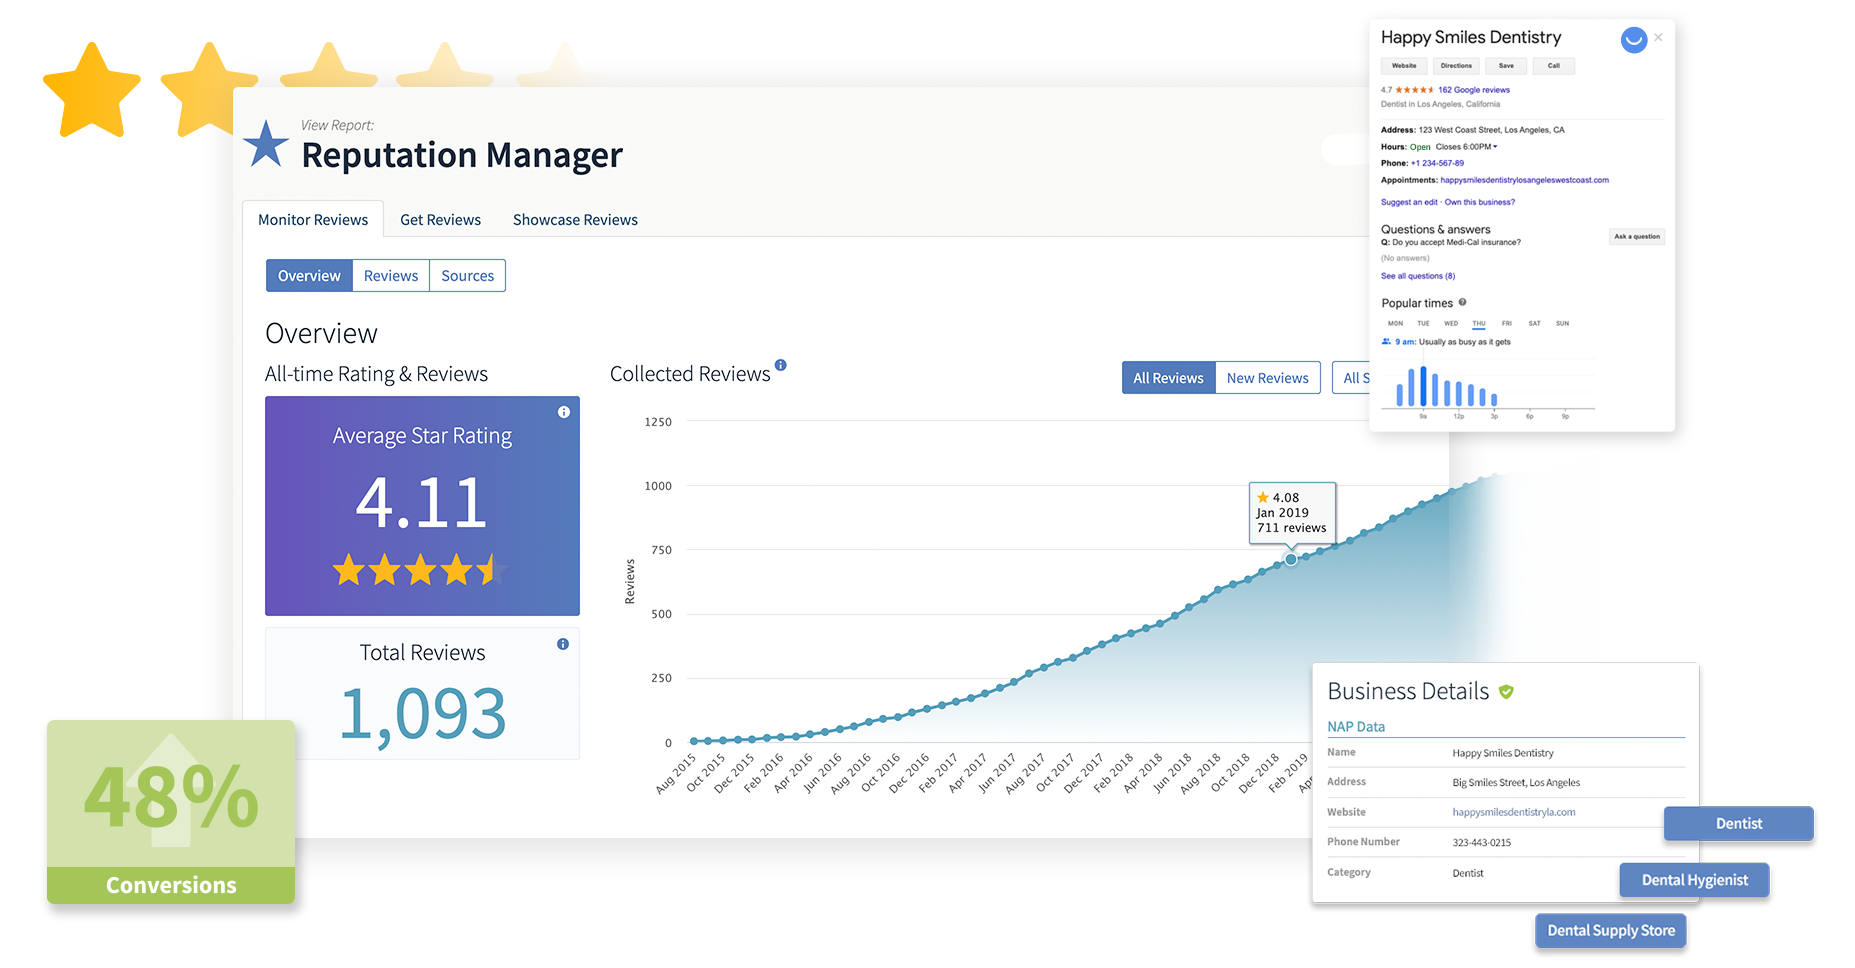 View Report:
Reputation Manager
Monitor Reviews
Get Reviews
Showcase Reviews
Overview
Reviews
Sources
Overview
All-time Rating & Reviews
Average Star Rating
4.11
Total Reviews
1,093
48%
Conversions
Collected Reviews
All Reviews
New Reviews
All S
1250
1000
750
500
250
0
Reviews
4.08
Jan 2019
711 reviews
Aug 2015
Oct 2015
Dec 2015
Feb 2016
Apr 2016
Jun 2016
Aug 2016
Oct 2016
Dec 2016
Feb 2017
Apr 2017
Jun 2017
Aug 2017
Oct 2017
Dec 2017
Feb 2018
Apr 2018
Jun 2018
Aug 2018
Oct 2018
Dec 2018
Feb 2019
Happy Smiles Dentistry
Website
Directions
Save
Call
4.7 162 Google reviews
Dentist in Los Angeles, California
Address: 123 West Coast Street, Los Angeles, CA
Hours: Open Closes 6:00PM
Phone: +1 234-567-89
Appointments: happysmilesdentistrylosangeleswestcoast.com
Suggest an edit · Own this business?
Questions & answers
Q: Do you accept Medi-Cal insurance?
Ask a question
(No answers)
See all questions (8)
Popular times
MON TUE WED THU FRI SAT SUN
9 am: Usually as busy as it gets
9a 12p 3p 6p 9p
Business Details
NAP Data
Name Happy Smiles Dentistry
Address Big Smiles Street, Los Angeles
Website happysmilesdentistryla.com
Phone Number 323-443-0215
Category Dentist
Dentist
Dental Hygienist
Dental Supply Store